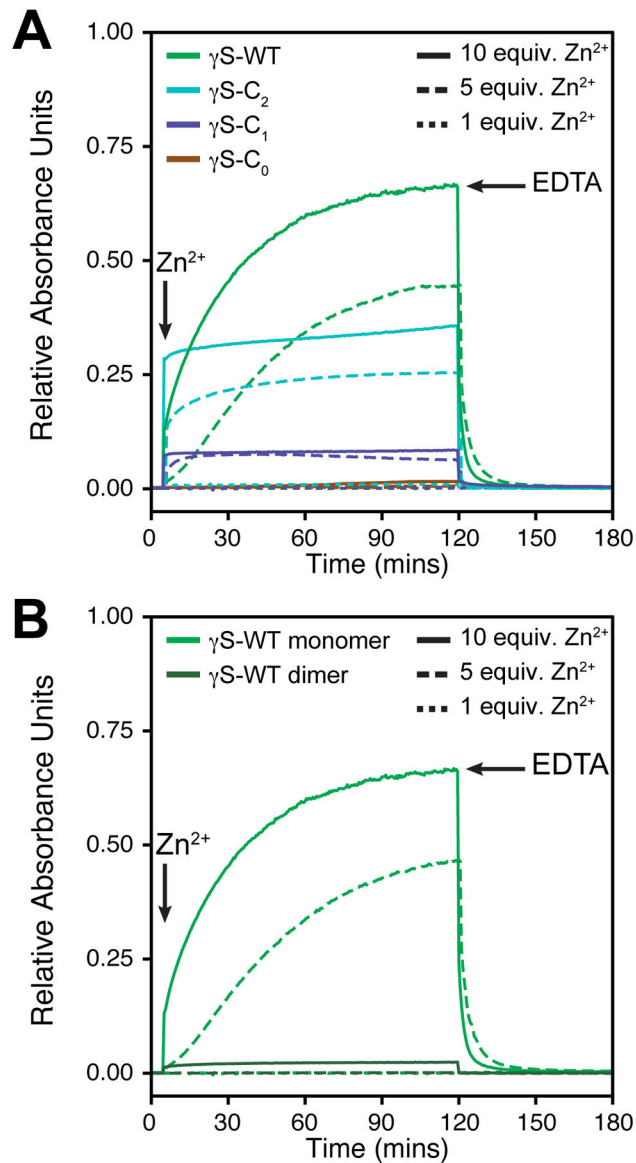 A
1.00
γS-WT
10 equiv. Zn²⁺
γS-C₂
5 equiv. Zn²⁺
γS-C₁
1 equiv. Zn²⁺
γS-C₀
0.75
EDTA
Zn²⁺
0.50
0.25
0.00
Relative Absorbance Units
0 30 60 90 120 150 180
Time (mins)
B
1.00
γS-WT monomer
10 equiv. Zn²⁺
γS-WT dimer
5 equiv. Zn²⁺
1 equiv. Zn²⁺
0.75
EDTA
Zn²⁺
0.50
0.25
0.00
Relative Absorbance Units
0 30 60 90 120 150 180
Time (mins)